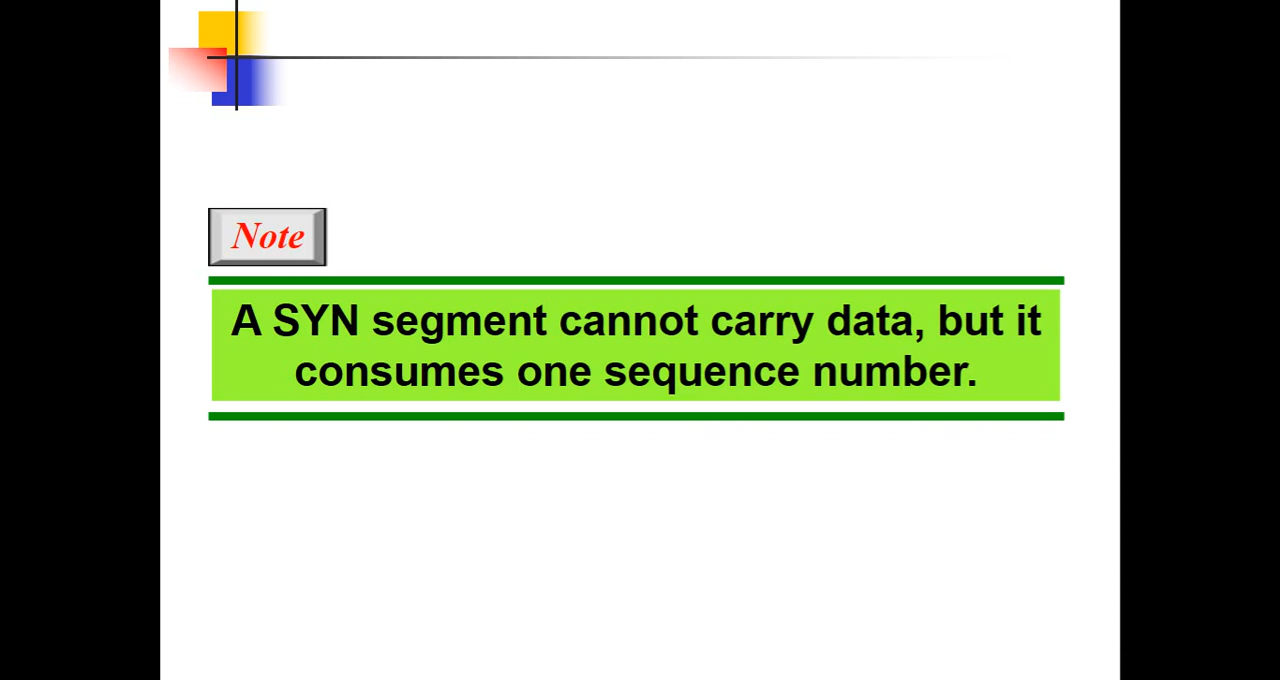 Note
A SYN segment cannot carry data, but it
consumes one sequence number.